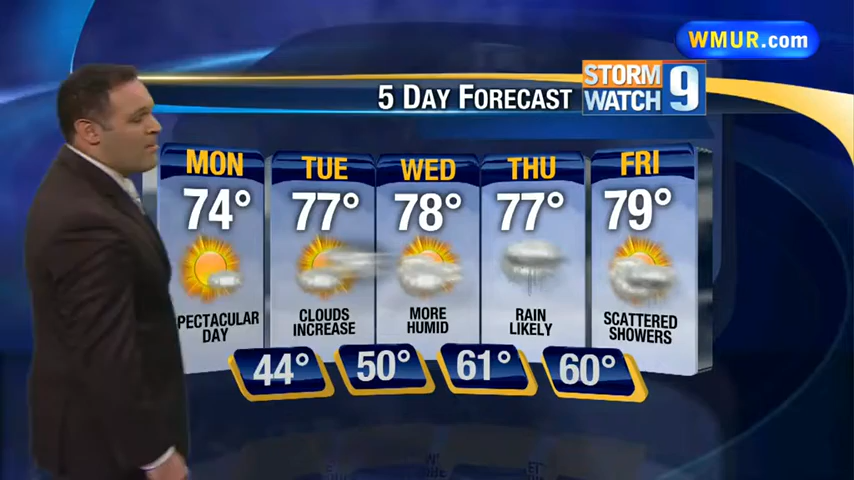 WMUR.com
5 DAY FORECAST
STORM
WATCH 9
MON TUE WED THU FRI
74° 77° 78° 77° 79°
PECTACULAR DAY
CLOUDS INCREASE
MORE HUMID
RAIN LIKELY
SCATTERED SHOWERS
44° 50° 61° 60°